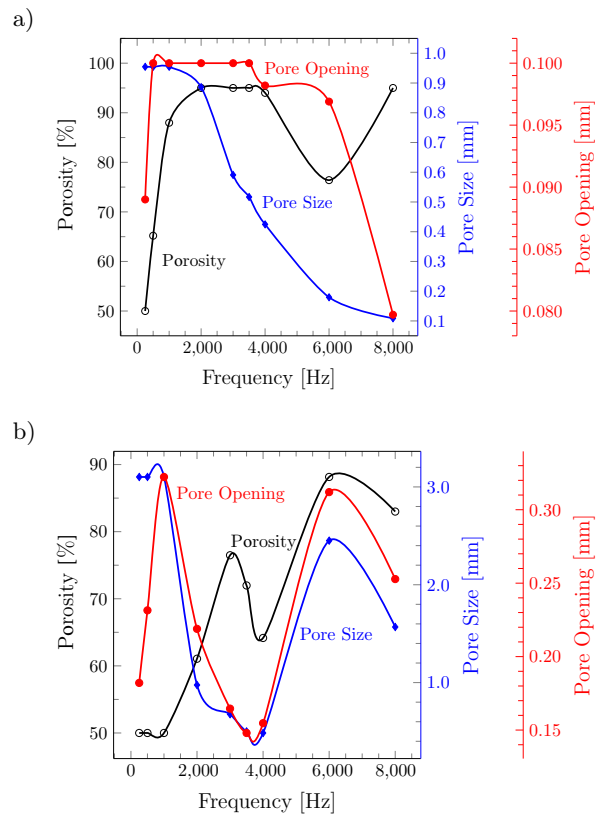 a)
Porosity [%]
100
90
80
70
60
50
0
2,000
4,000
6,000
8,000
Frequency [Hz]
Pore Opening
Pore Size
Porosity
1.0
0.9
0.8
0.7
0.6
0.5
0.4
0.3
0.2
0.1
Pore Size [mm]
0.100
0.095
0.090
0.085
0.080
Pore Opening [mm]
b)
Porosity [%]
90
80
70
60
50
0
2,000
4,000
6,000
8,000
Frequency [Hz]
Pore Opening
Porosity
Pore Size
3.0
2.0
1.0
Pore Size [mm]
0.30
0.25
0.20
0.15
Pore Opening [mm]